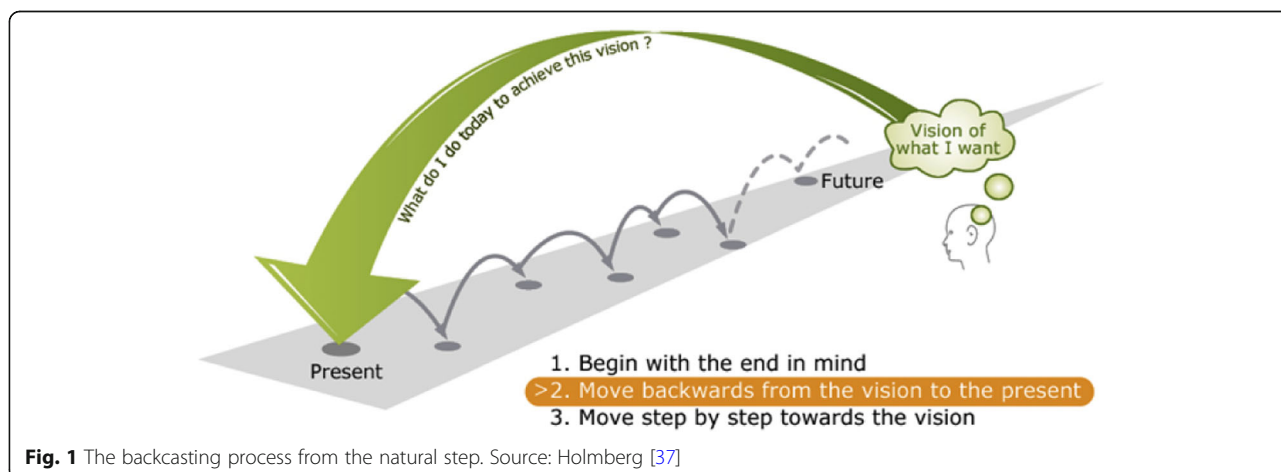 What do I do today to achieve this vision ?
Vision of
what I want
Future
Present
1. Begin with the end in mind
>2. Move backwards from the vision to the present
3. Move step by step towards the vision
Fig. 1 The backcasting process from the natural step. Source: Holmberg [37]